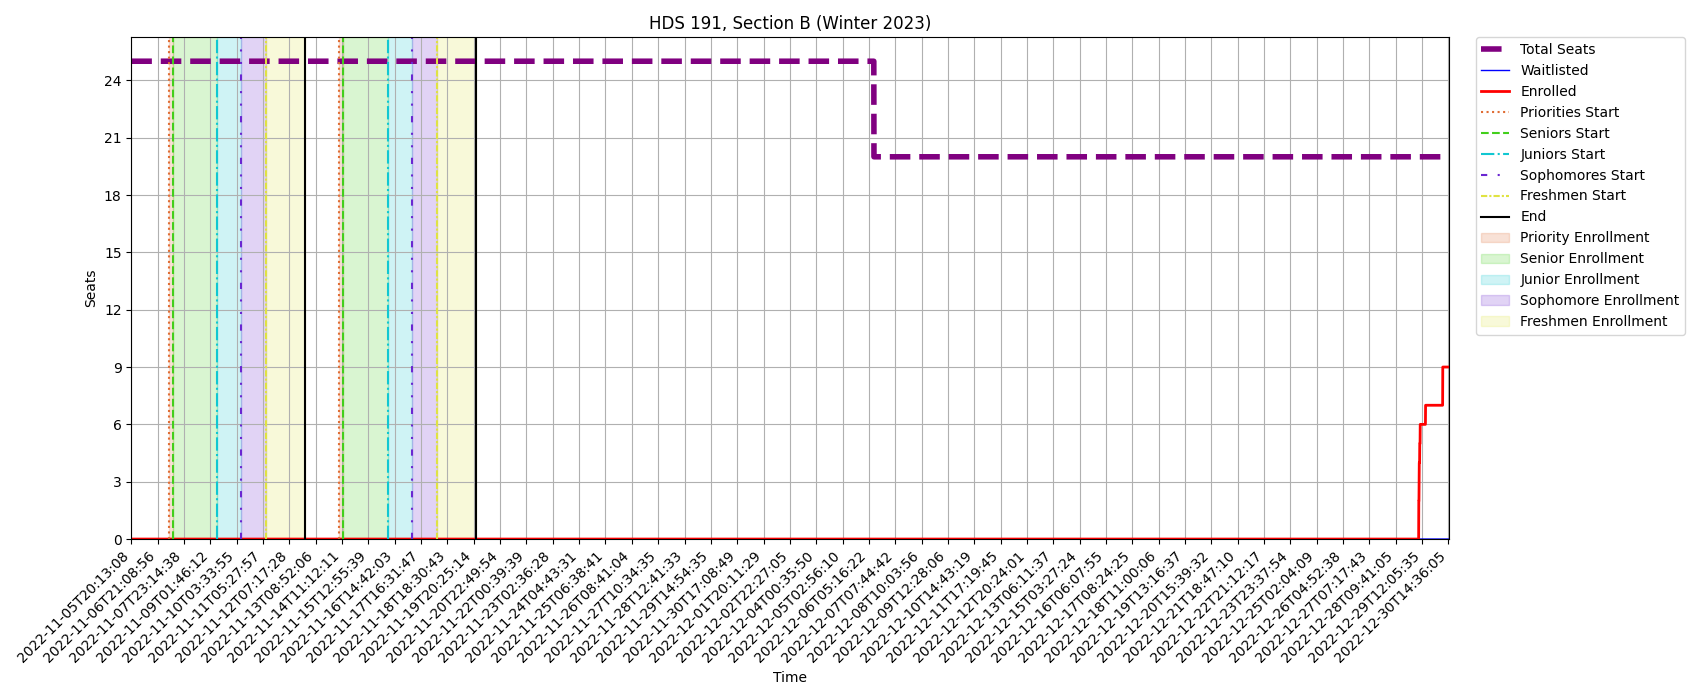 HDS 191, Section B (Winter 2023)
Seats
24
21
18
15
12
9
6
3
0
2022-11-05T20:13:08
2022-11-06T21:08:56
2022-11-07T23:14:38
2022-11-09T01:46:12
2022-11-10T03:33:55
2022-11-11T05:27:57
2022-11-12T07:17:28
2022-11-13T08:52:06
2022-11-14T11:12:11
2022-11-15T12:55:39
2022-11-16T14:42:03
2022-11-17T16:31:47
2022-11-18T18:30:43
2022-11-19T20:25:14
2022-11-20T22:49:54
2022-11-22T00:39:39
2022-11-23T02:36:28
2022-11-24T04:43:31
2022-11-25T06:38:41
2022-11-26T08:41:04
2022-11-27T10:34:35
2022-11-28T12:41:33
2022-11-29T14:54:35
2022-11-30T17:08:49
2022-12-01T20:11:29
2022-12-02T22:27:05
2022-12-04T00:35:50
2022-12-05T02:56:10
2022-12-06T05:16:22
2022-12-07T07:44:42
2022-12-08T10:03:56
2022-12-09T12:28:06
2022-12-10T14:43:19
2022-12-11T17:19:45
2022-12-12T20:24:01
2022-12-13T06:11:37
2022-12-15T03:27:24
2022-12-16T06:07:55
2022-12-17T08:24:25
2022-12-18T11:00:06
2022-12-19T13:16:37
2022-12-20T15:39:32
2022-12-21T18:47:10
2022-12-22T21:12:17
2022-12-23T23:37:54
2022-12-25T02:04:09
2022-12-26T04:52:38
2022-12-27T07:17:43
2022-12-28T09:41:05
2022-12-29T12:05:35
2022-12-30T14:36:05
Time
Total Seats
Waitlisted
Enrolled
Priorities Start
Seniors Start
Juniors Start
Sophomores Start
Freshmen Start
End
Priority Enrollment
Senior Enrollment
Junior Enrollment
Sophomore Enrollment
Freshmen Enrollment